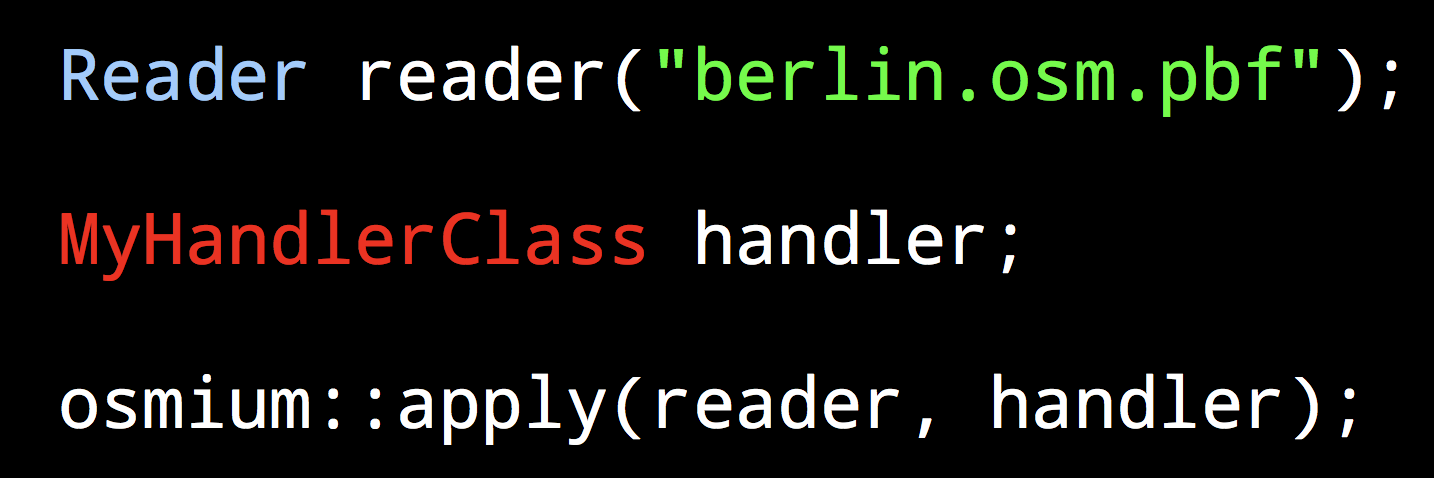 Reader reader("berlin.osm.pbf");
MyHandlerClass handler;
osmium::apply(reader, handler);